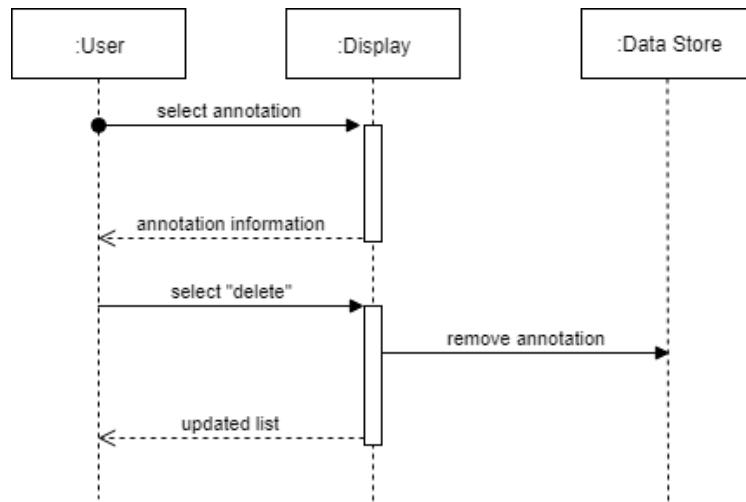 :User
:Display
:Data Store
select annotation
annotation information
select "delete"
remove annotation
updated list